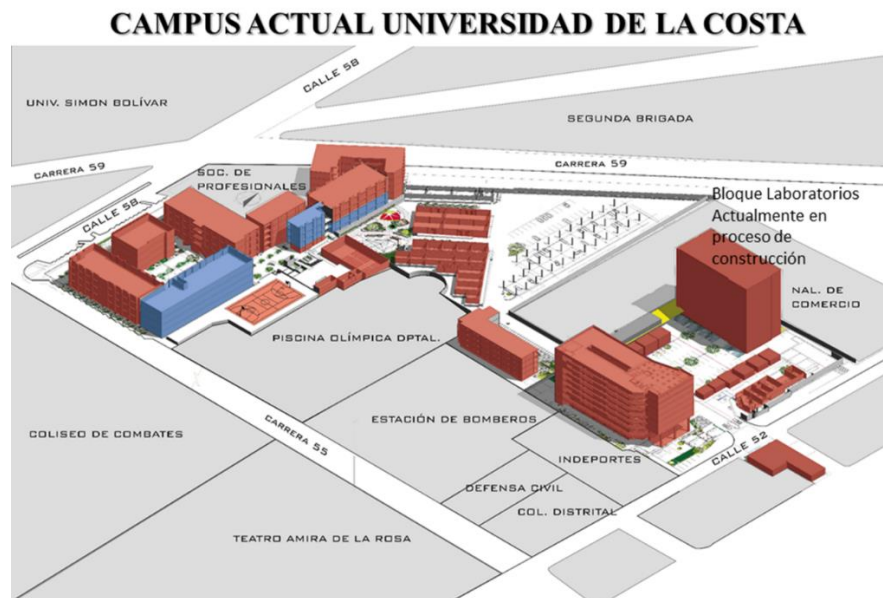 CAMPUS ACTUAL UNIVERSIDAD DE LA COSTA
CALLE 58
UNIV. SIMON BOLÍVAR
SEGUNDA BRIGADA
CARRERA 59
CARRERA 59
SOC. DE
PROFESIONALES
CALLE 58
Bloque Laboratorios
Actualmente en
proceso de
construcción
NAL. DE
COMERCIO
PISCINA OLÍMPICA DPTAL.
COLISEO DE COMBATES
CARRERA 55
ESTACIÓN DE BOMBEROS
INDEPORTES
CALLE 52
DEFENSA CIVIL
COL. DISTRITAL
TEATRO AMIRA DE LA ROSA